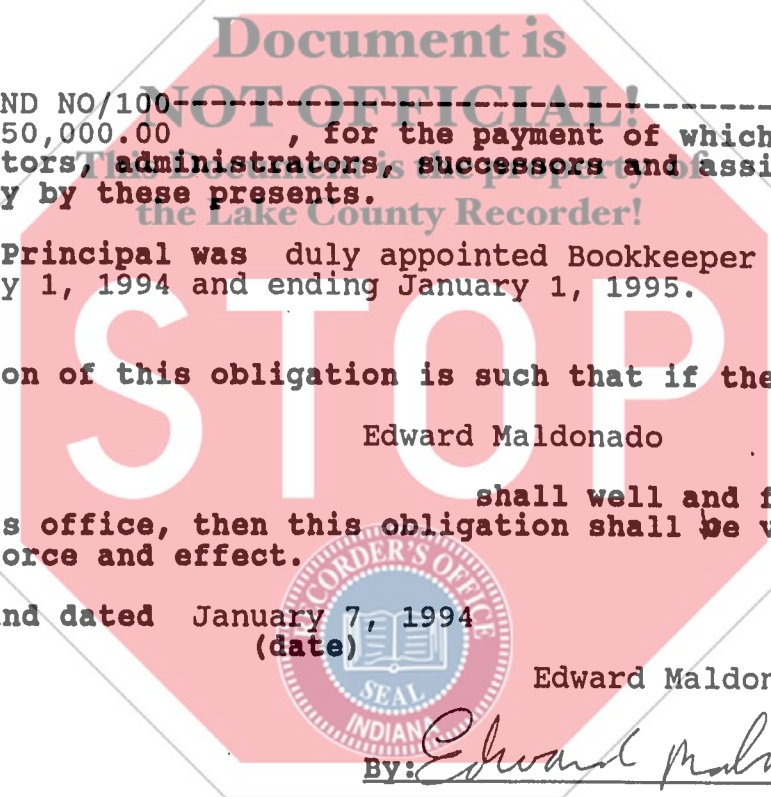 Document is
NOT OFFICIAL!
This Document is the property of
the Lake County Recorder!
STOP
ND NO/100-----------------------------------
50,000.00 , for the payment of which
tors, administrators, successors and assi
y by these presents.
Principal was duly appointed Bookkeeper
y 1, 1994 and ending January 1, 1995.
on of this obligation is such that if the
Edward Maldonado
shall well and f
s office, then this obligation shall be v
orce and effect.
nd dated January 7, 1994
(date)
RECORDER'S OFFICE
SEAL
INDIANA
Edward Maldon
By: Edward Mald